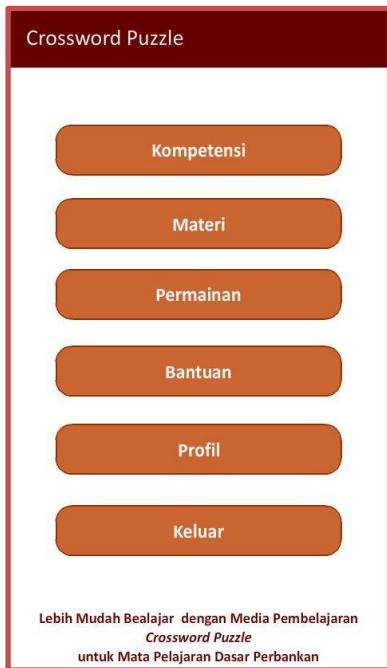 Crossword Puzzle
Kompetensi
Materi
Permainan
Bantuan
Profil
Keluar
Lebih Mudah Bealajar dengan Media Pembelajaran
Crossword Puzzle
untuk Mata Pelajaran Dasar Perbankan